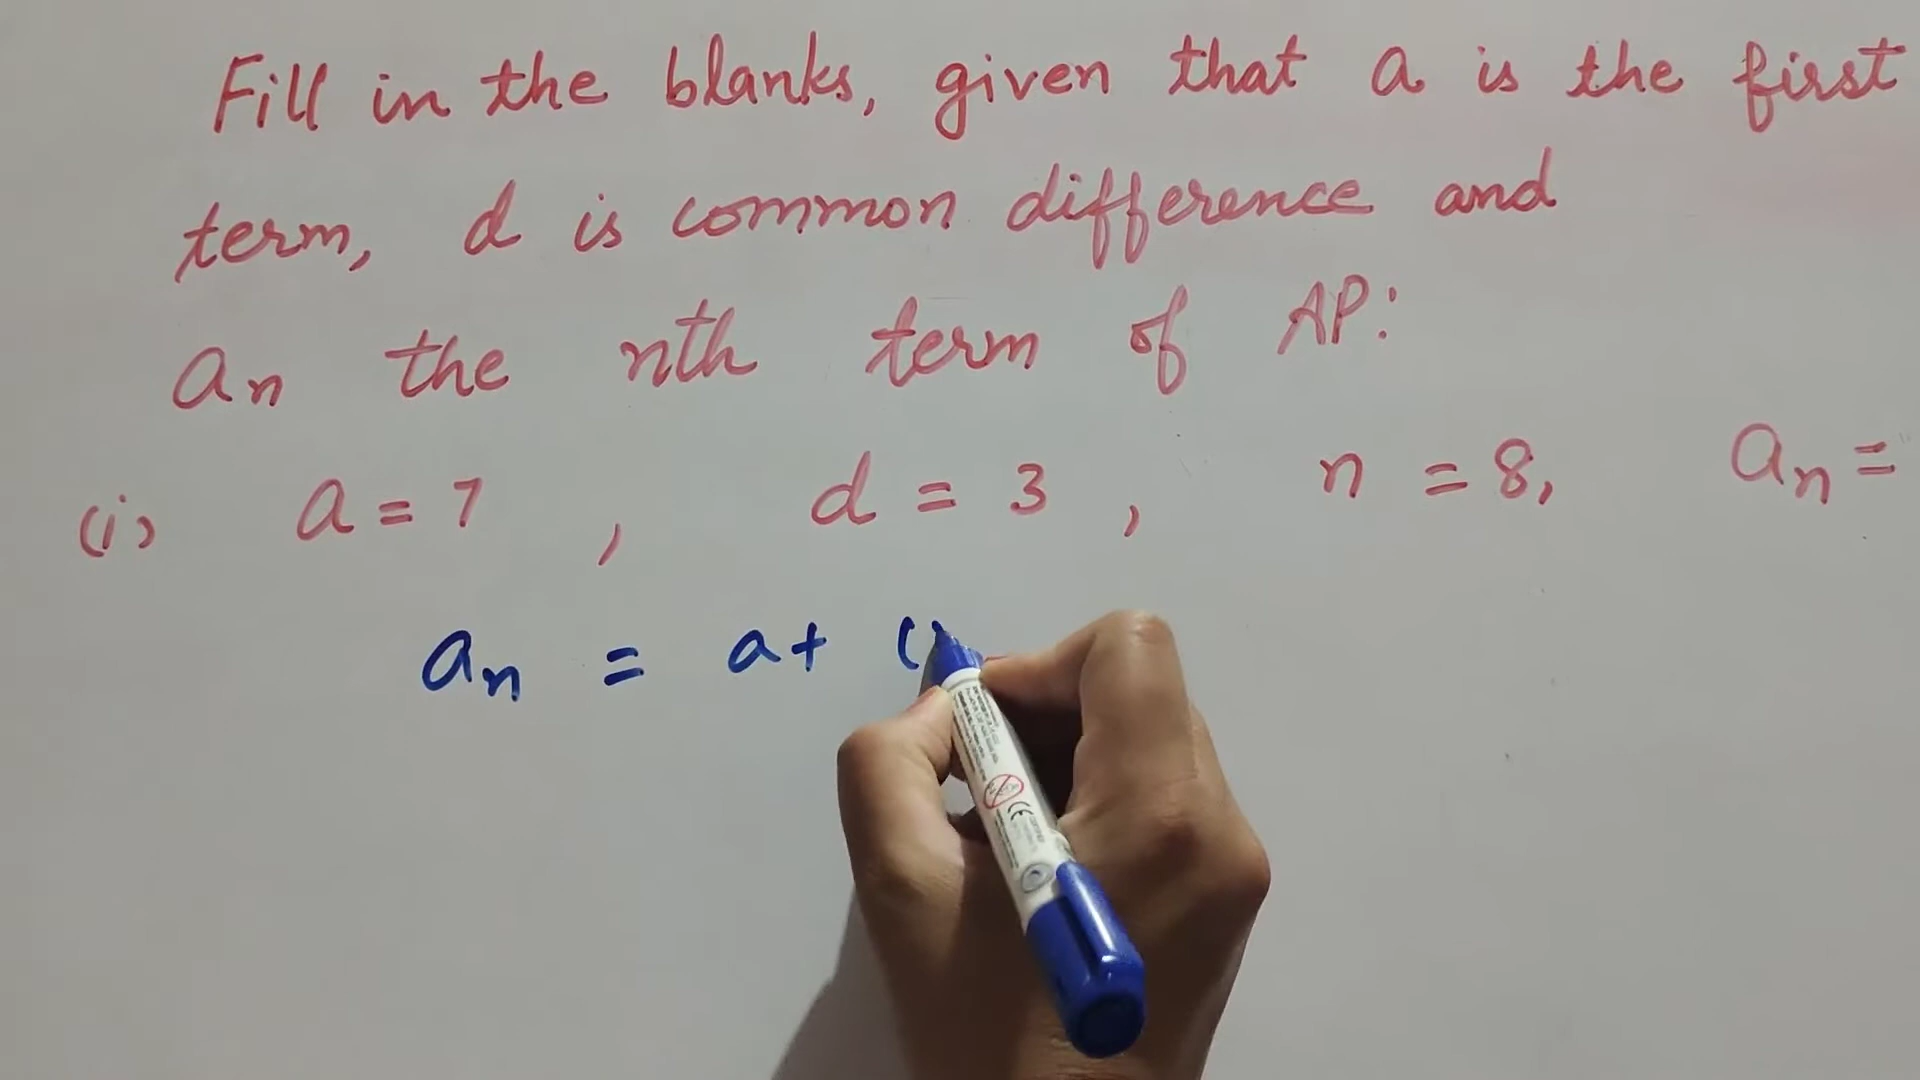 Fill in the blanks, given that a is the first
term, d is common difference and
an the nth term of AP:
(i) a = 7 , d = 3 , n = 8, an =
an = a + (
CE